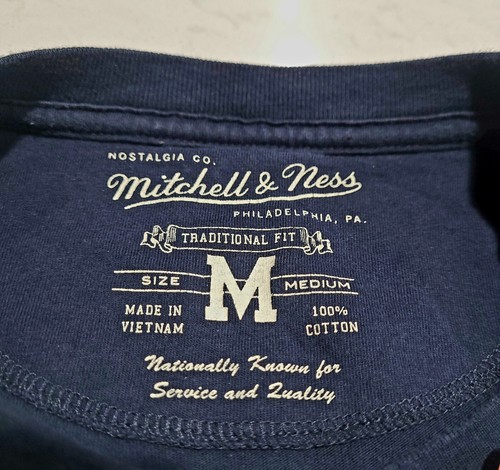 NOSTALGIA CO.
Mitchell & Ness
PHILADELPHIA, PA.
TRADITIONAL FIT
SIZE M MEDIUM
MADE IN VIETNAM
100% COTTON
Nationally Known for
Service and Quality